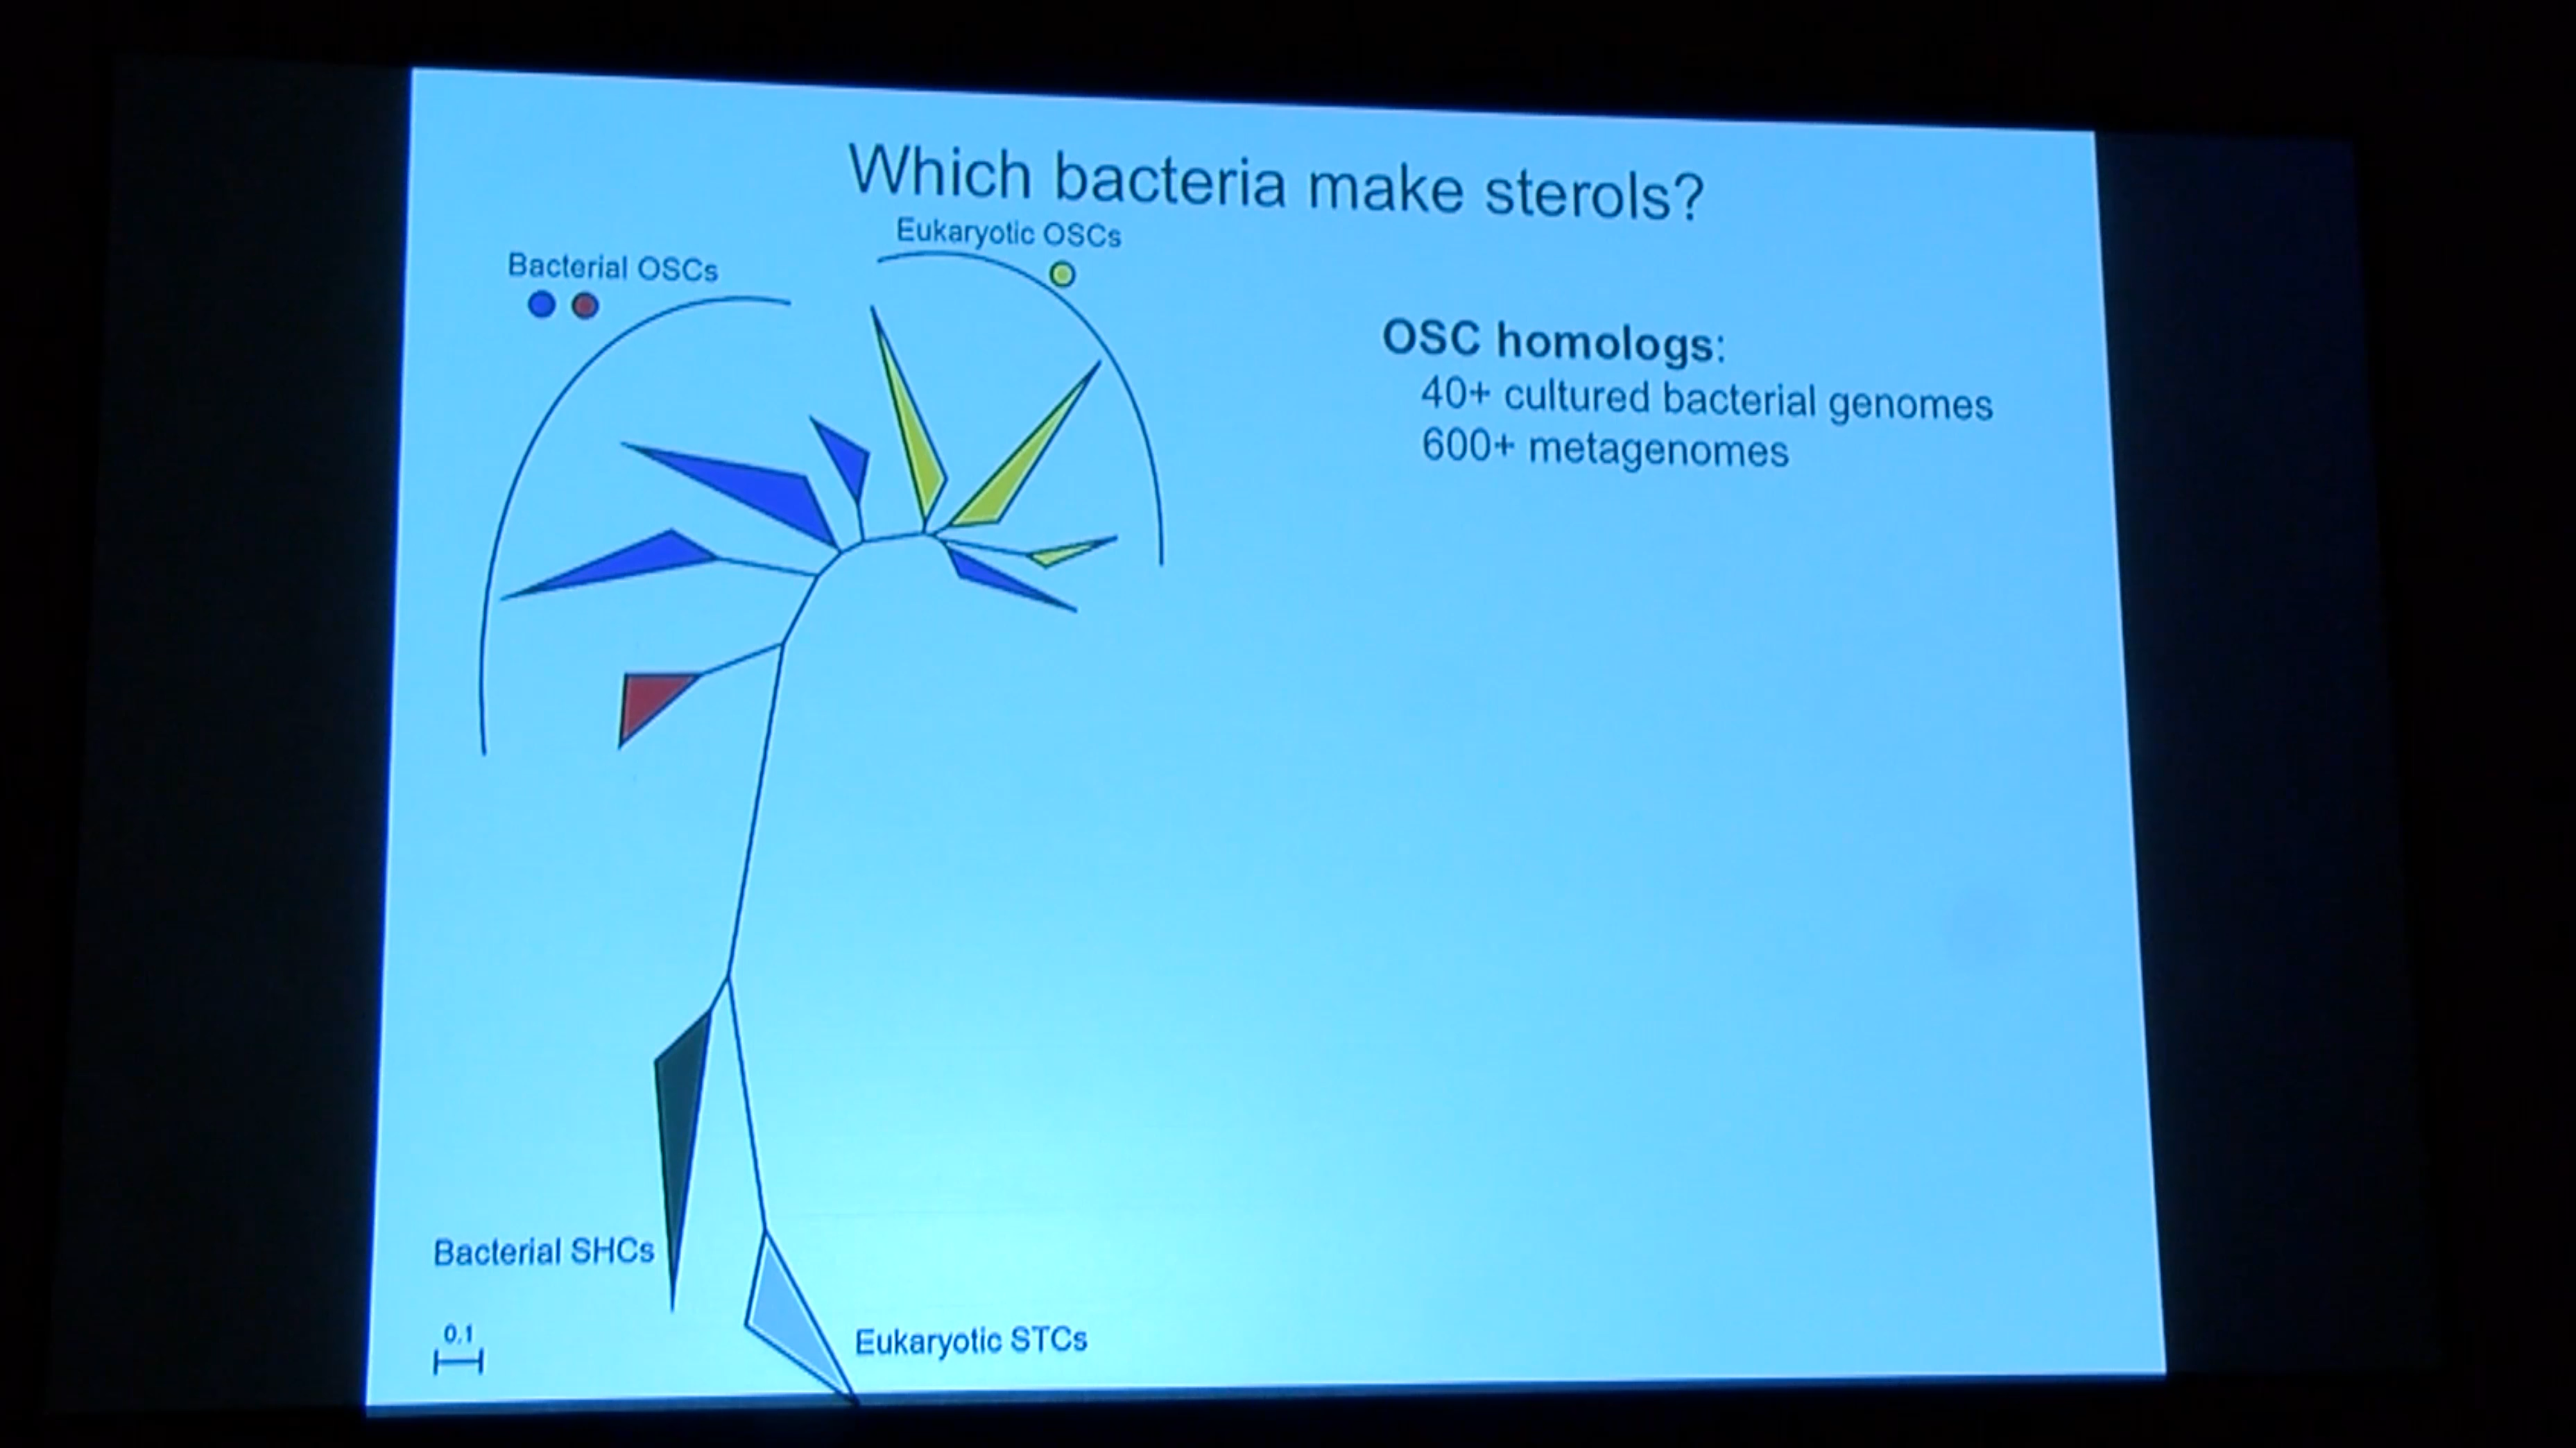 Which bacteria make sterols?
Eukaryotic OSCs
Bacterial OSCs
OSC homologs:
40+ cultured bacterial genomes
600+ metagenomes
Bacterial SHCs
0.1
Eukaryotic STCs